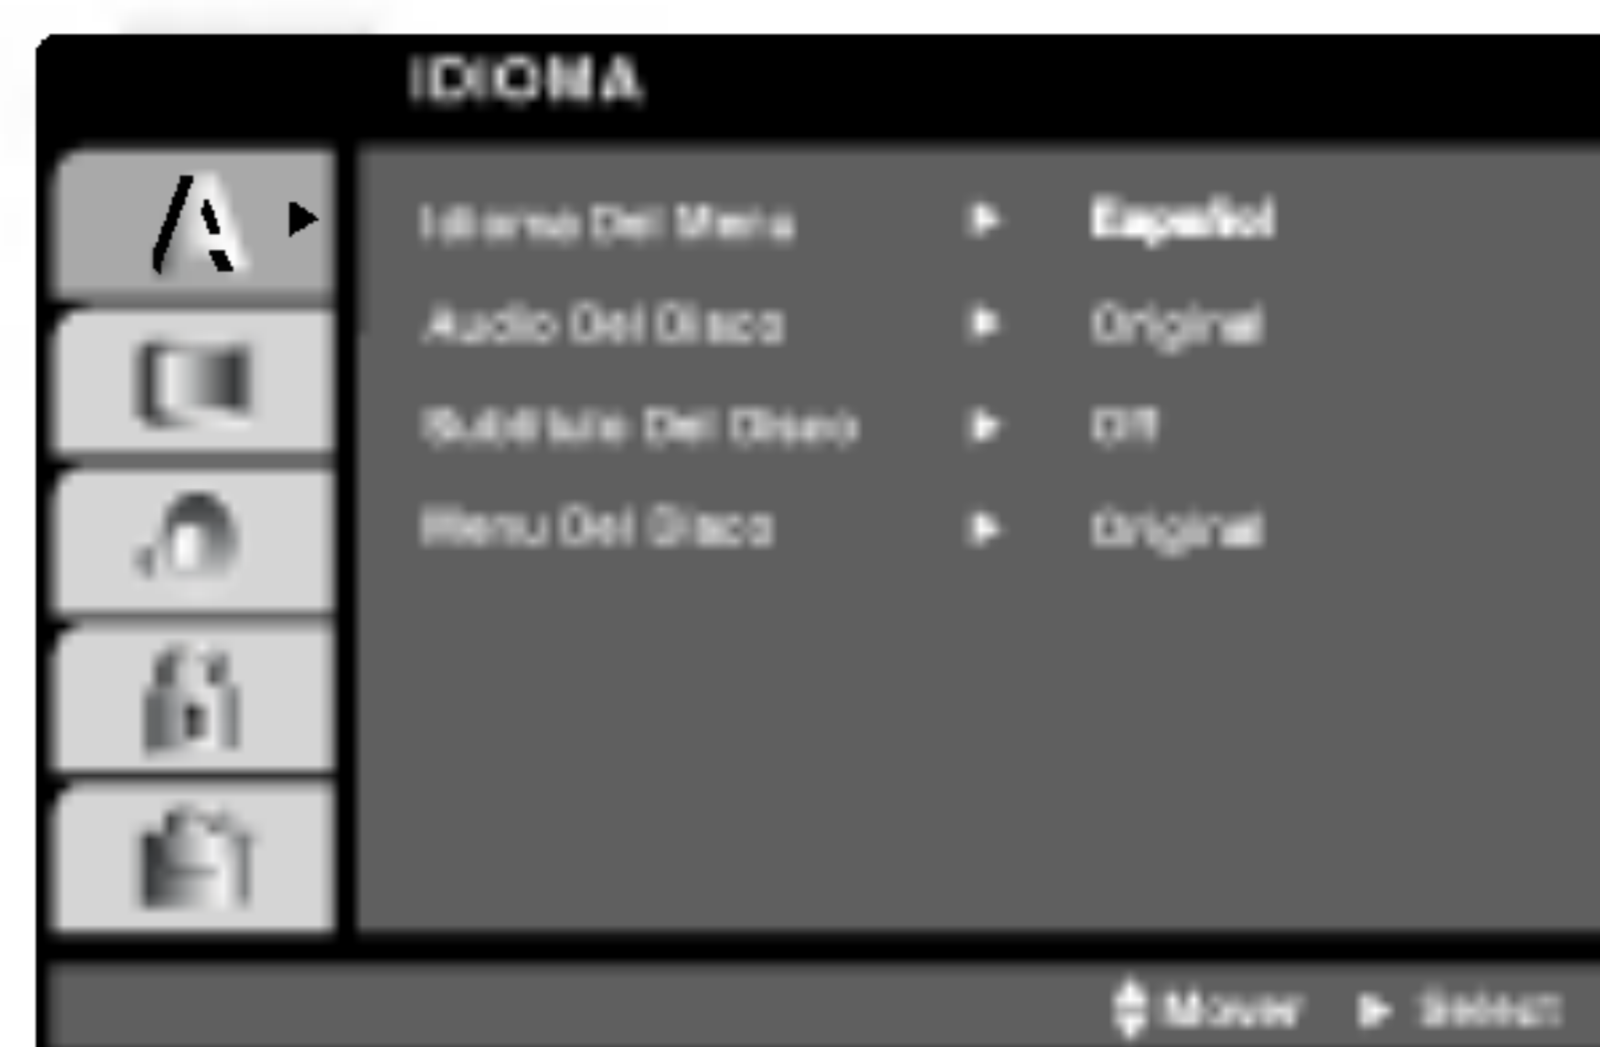 IDIOMA
Idioma Del Menu ► Español
Audio Del Disco ► Original
Subtitulo Del Disco ► Off
Menu Del Disco ► Original
Mover ► Select